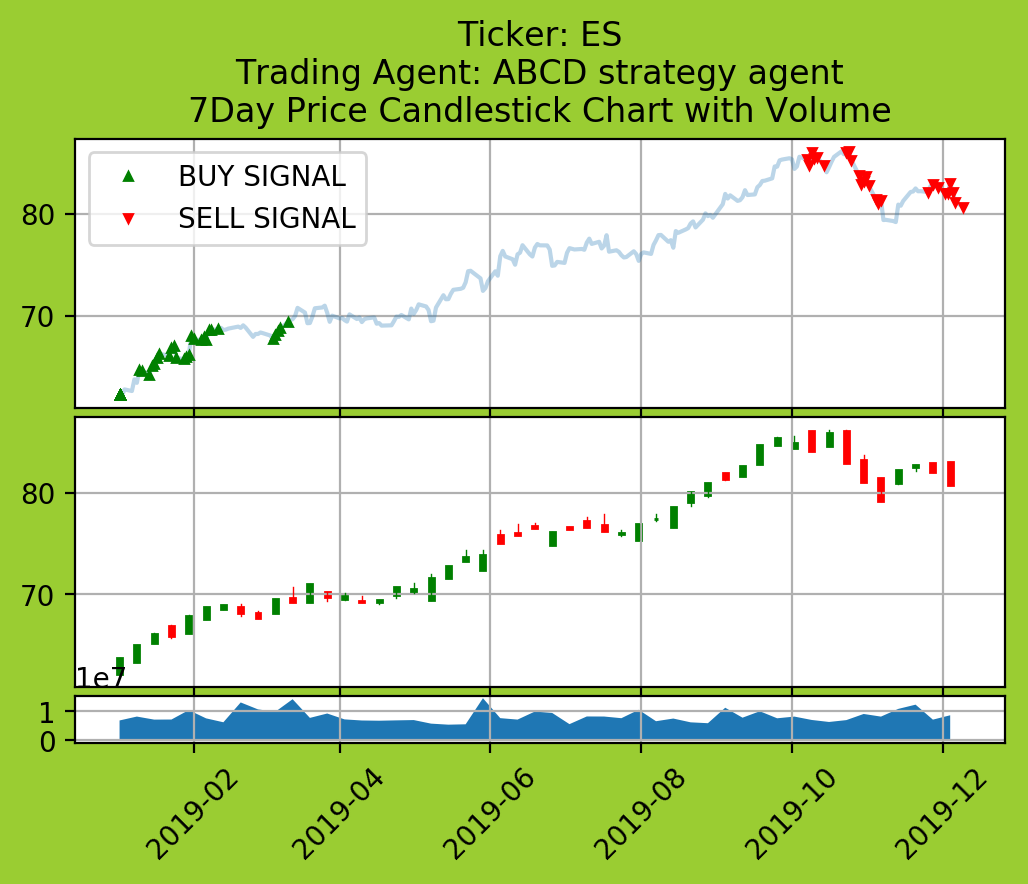 Ticker: ES
Trading Agent: ABCD strategy agent
7Day Price Candlestick Chart with Volume
BUY SIGNAL
SELL SIGNAL
80
70
80
70
1e7
1
0
2019-02
2019-04
2019-06
2019-08
2019-10
2019-12